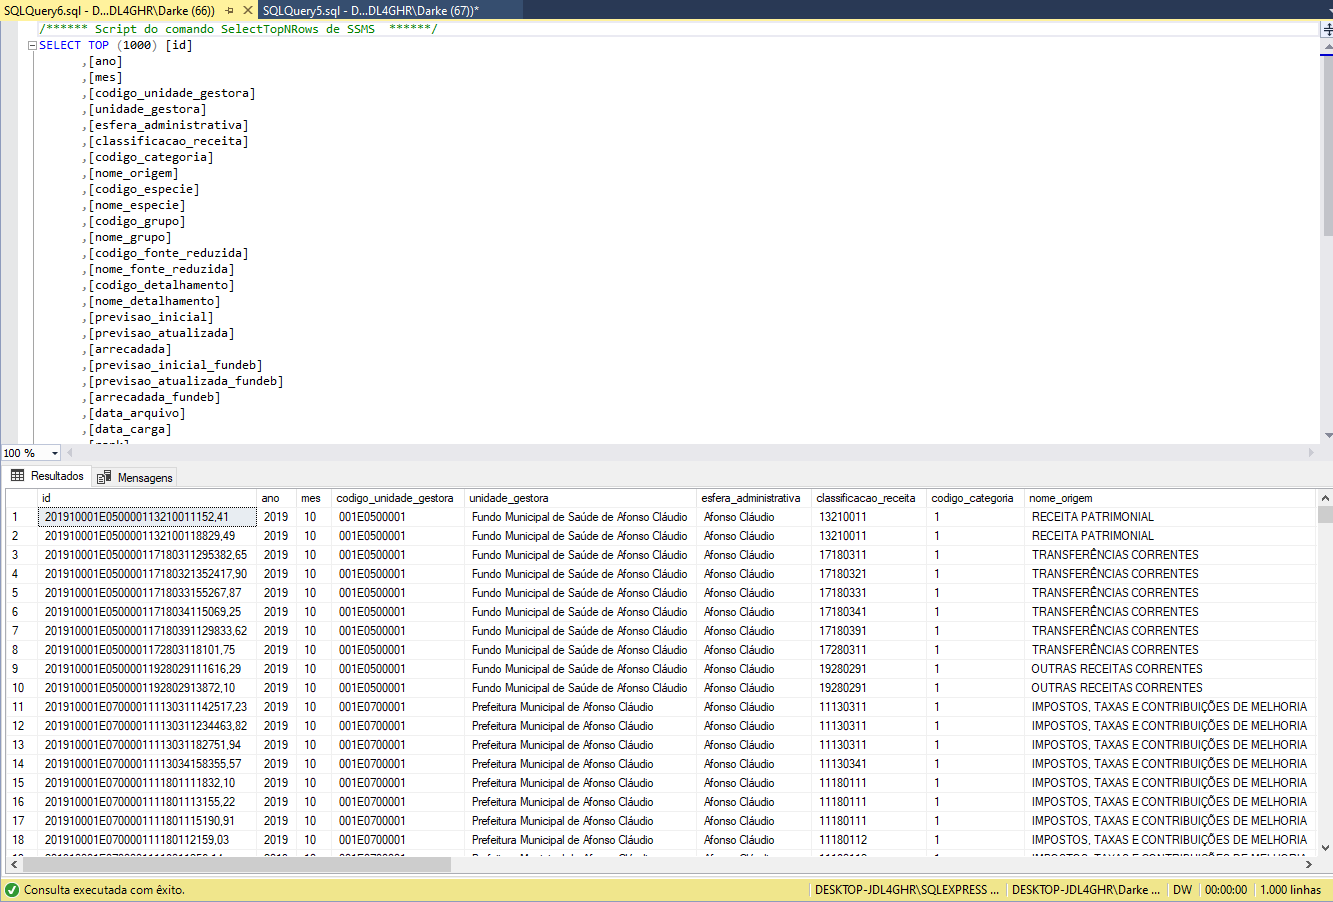 SQLQuery6.sql - D...DL4GHR\Darke (66)) SQLQuery5.sql - D...DL4GHR\Darke (67))*
/****** Script do comando SelectTopNRows de SSMS ******/
SELECT TOP (1000) [id]
,[ano]
,[mes]
,[codigo_unidade_gestora]
,[unidade_gestora]
,[esfera_administrativa]
,[classificacao_receita]
,[codigo_categoria]
,[nome_origem]
,[codigo_especie]
,[nome_especie]
,[codigo_grupo]
,[nome_grupo]
,[codigo_fonte_reduzida]
,[nome_fonte_reduzida]
,[codigo_detalhamento]
,[nome_detalhamento]
,[previsao_inicial]
,[previsao_atualizada]
,[arrecadada]
,[previsao_inicial_fundeb]
,[previsao_atualizada_fundeb]
,[arrecadada_fundeb]
,[data_arquivo]
,[data_carga]
100 %
Resultados Mensagens
id ano mes codigo_unidade_gestora unidade_gestora esfera_administrativa classificacao_receita codigo_categoria nome_origem
1 201910001E050000113210011152,41 2019 10 001E0500001 Fundo Municipal de Saúde de Afonso Cláudio Afonso Cláudio 13210011 1 RECEITA PATRIMONIAL
2 201910001E0500001132100118829,49 2019 10 001E0500001 Fundo Municipal de Saúde de Afonso Cláudio Afonso Cláudio 13210011 1 RECEITA PATRIMONIAL
3 201910001E050000117180311295382,65 2019 10 001E0500001 Fundo Municipal de Saúde de Afonso Cláudio Afonso Cláudio 17180311 1 TRANSFERÊNCIAS CORRENTES
4 201910001E050000117180321352417,90 2019 10 001E0500001 Fundo Municipal de Saúde de Afonso Cláudio Afonso Cláudio 17180321 1 TRANSFERÊNCIAS CORRENTES
5 201910001E05000011718033155267,87 2019 10 001E0500001 Fundo Municipal de Saúde de Afonso Cláudio Afonso Cláudio 17180331 1 TRANSFERÊNCIAS CORRENTES
6 201910001E05000011718034115069,25 2019 10 001E0500001 Fundo Municipal de Saúde de Afonso Cláudio Afonso Cláudio 17180341 1 TRANSFERÊNCIAS CORRENTES
7 201910001E050000117180391129833,62 2019 10 001E0500001 Fundo Municipal de Saúde de Afonso Cláudio Afonso Cláudio 17180391 1 TRANSFERÊNCIAS CORRENTES
8 201910001E0500001172803118101,75 2019 10 001E0500001 Fundo Municipal de Saúde de Afonso Cláudio Afonso Cláudio 17280311 1 TRANSFERÊNCIAS CORRENTES
9 201910001E05000011928029111616,29 2019 10 001E0500001 Fundo Municipal de Saúde de Afonso Cláudio Afonso Cláudio 19280291 1 OUTRAS RECEITAS CORRENTES
10 201910001E0500001192802913872,10 2019 10 001E0500001 Fundo Municipal de Saúde de Afonso Cláudio Afonso Cláudio 19280291 1 OUTRAS RECEITAS CORRENTES
11 201910001E070000111130311142517,23 2019 10 001E0700001 Prefeitura Municipal de Afonso Cláudio Afonso Cláudio 11130311 1 IMPOSTOS, TAXAS E CONTRIBUIÇÕES DE MELHORIA
12 201910001E070000111130311234463,82 2019 10 001E0700001 Prefeitura Municipal de Afonso Cláudio Afonso Cláudio 11130311 1 IMPOSTOS, TAXAS E CONTRIBUIÇÕES DE MELHORIA
13 201910001E07000011113031182751,94 2019 10 001E0700001 Prefeitura Municipal de Afonso Cláudio Afonso Cláudio 11130311 1 IMPOSTOS, TAXAS E CONTRIBUIÇÕES DE MELHORIA
14 201910001E07000011113034158355,57 2019 10 001E0700001 Prefeitura Municipal de Afonso Cláudio Afonso Cláudio 11130341 1 IMPOSTOS, TAXAS E CONTRIBUIÇÕES DE MELHORIA
15 201910001E0700001111801111832,10 2019 10 001E0700001 Prefeitura Municipal de Afonso Cláudio Afonso Cláudio 11180111 1 IMPOSTOS, TAXAS E CONTRIBUIÇÕES DE MELHORIA
16 201910001E0700001111801113155,22 2019 10 001E0700001 Prefeitura Municipal de Afonso Cláudio Afonso Cláudio 11180111 1 IMPOSTOS, TAXAS E CONTRIBUIÇÕES DE MELHORIA
17 201910001E07000011118011115190,91 2019 10 001E0700001 Prefeitura Municipal de Afonso Cláudio Afonso Cláudio 11180111 1 IMPOSTOS, TAXAS E CONTRIBUIÇÕES DE MELHORIA
18 201910001E0700001111801​12159,03 2019 10 001E0700001 Prefeitura Municipal de Afonso Cláudio Afonso Cláudio 11180112 1 IMPOSTOS, TAXAS E CONTRIBUIÇÕES DE MELHORIA
Consulta executada com êxito. DESKTOP-JDL4GHR\SQLEXPRESS ... DESKTOP-JDL4GHR\Darke ... DW 00:00:00 1.000 linhas